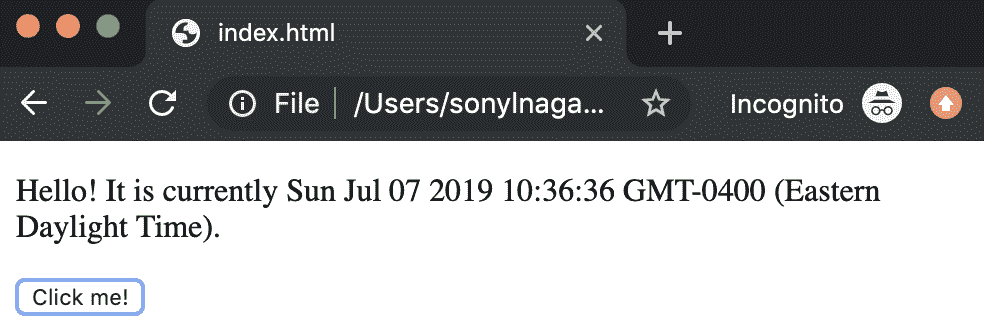 index.html
File /Users/sonylnaga... Incognito
Hello! It is currently Sun Jul 07 2019 10:36:36 GMT-0400 (Eastern
Daylight Time).
Click me!